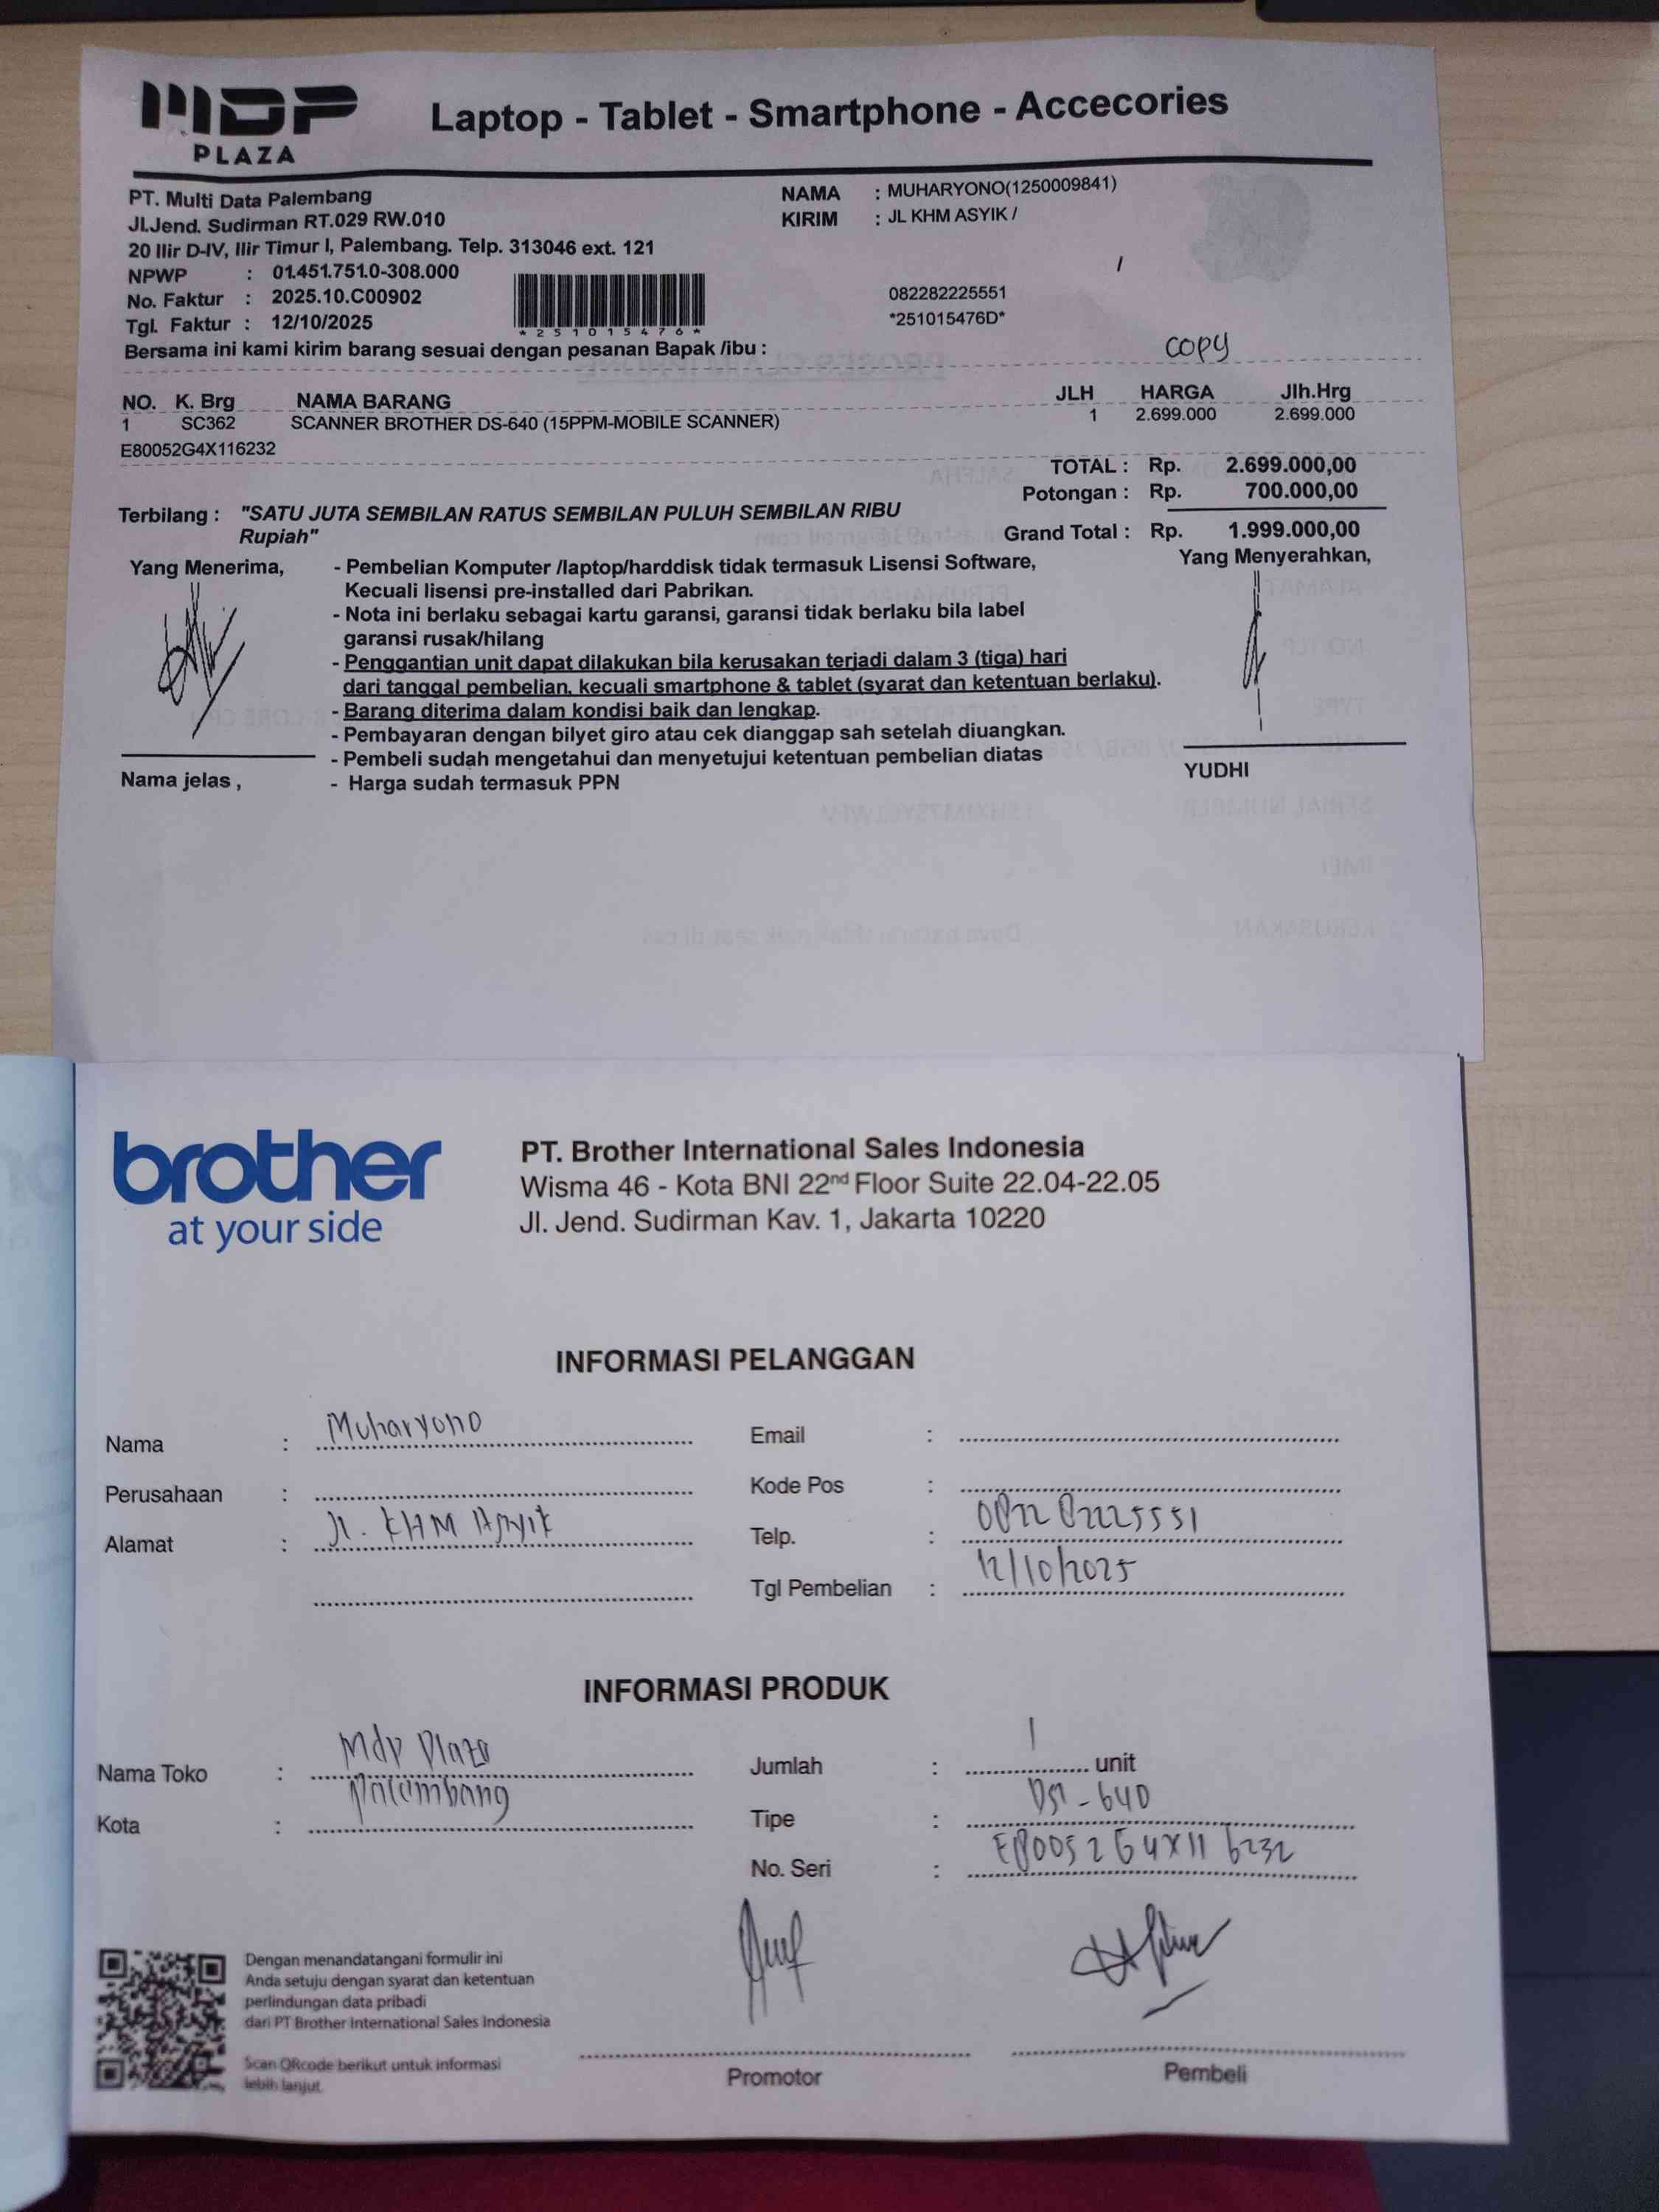 MDP
PLAZA
Laptop - Tablet - Smartphone - Accecories
PT. Multi Data Palembang
Jl.Jend. Sudirman RT.029 RW.010
20 Ilir D-IV, Ilir Timur I, Palembang. Telp. 313046 ext. 121
NPWP : 01.451.751.0-308.000
No. Faktur : 2025.10.C00902
Tgl. Faktur : 12/10/2025
*251015476*
NAMA : MUHARYONO(1250009841)
KIRIM : JL KHM ASYIK /
/
082282225551
*251015476D*
Bersama ini kami kirim barang sesuai dengan pesanan Bapak /ibu :
copy
NO. K. Brg NAMA BARANG JLH HARGA Jlh.Hrg
1 SC362 SCANNER BROTHER DS-640 (15PPM-MOBILE SCANNER) 1 2.699.000 2.699.000
E80052G4X116232
TOTAL : Rp. 2.699.000,00
Potongan : Rp. 700.000,00
Grand Total : Rp. 1.999.000,00
Terbilang : "SATU JUTA SEMBILAN RATUS SEMBILAN PULUH SEMBILAN RIBU
Rupiah"
Yang Menerima,
- Pembelian Komputer /laptop/harddisk tidak termasuk Lisensi Software,
Kecuali lisensi pre-installed dari Pabrikan.
- Nota ini berlaku sebagai kartu garansi, garansi tidak berlaku bila label
garansi rusak/hilang
- Penggantian unit dapat dilakukan bila kerusakan terjadi dalam 3 (tiga) hari
dari tanggal pembelian, kecuali smartphone & tablet (syarat dan ketentuan berlaku).
- Barang diterima dalam kondisi baik dan lengkap.
- Pembayaran dengan bilyet giro atau cek dianggap sah setelah diuangkan.
- Pembeli sudah mengetahui dan menyetujui ketentuan pembelian diatas
- Harga sudah termasuk PPN
Yang Menyerahkan,
Nama jelas ,
YUDHI
brother
at your side
PT. Brother International Sales Indonesia
Wisma 46 - Kota BNI 22nd Floor Suite 22.04-22.05
Jl. Jend. Sudirman Kav. 1, Jakarta 10220
INFORMASI PELANGGAN
Nama : Muharyono
Perusahaan :
Alamat : Jl. KHM Asyik
Email :
Kode Pos :
Telp. : 082282225551
Tgl Pembelian : 12/10/2025
INFORMASI PRODUK
Nama Toko : Mdp Plaza
Kota : Palembang
Jumlah : 1 unit
Tipe : DS-640
No. Seri : E80052G4X116232
Dengan menandatangani formulir ini
Anda setuju dengan syarat dan ketentuan
perlindungan data pribadi
dari PT Brother International Sales Indonesia
Scan QRcode berikut untuk informasi
lebih lanjut
Promotor
Pembeli